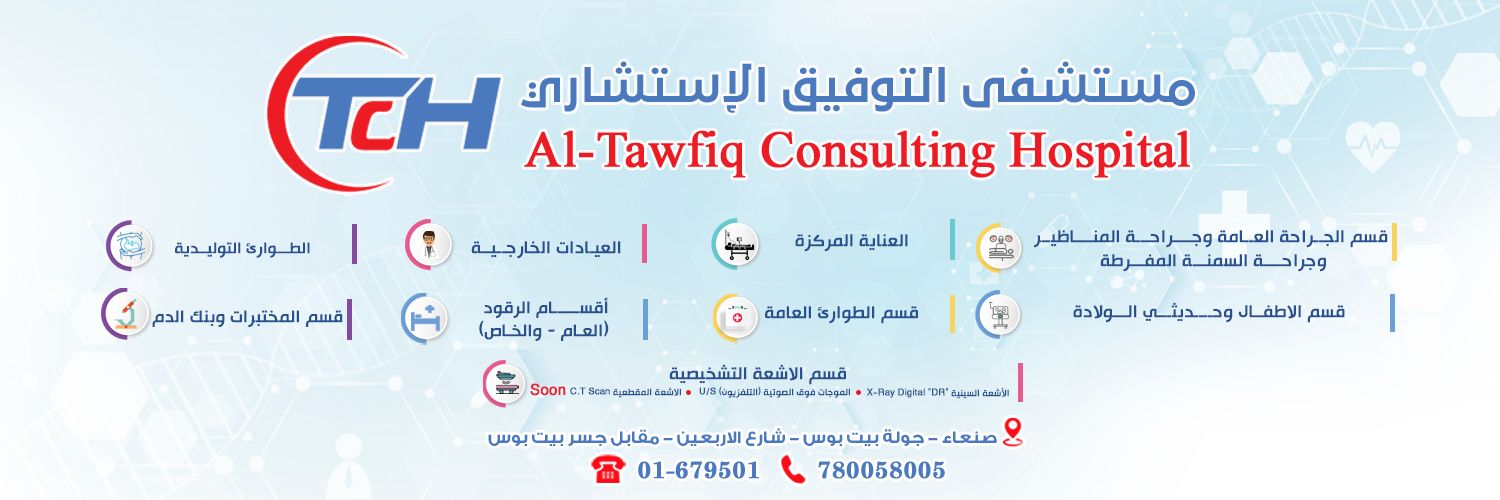 TCH
مستشفى التوفيق الإستشاري
Al-Tawfiq Consulting Hospital
قسم الجراحة العامة وجراحة المناظير
وجراحة السمنة المفرطة
العناية المركزة
العيادات الخارجية
الطوارئ التوليدية
قسم الاطفال وحديثي الولادة
قسم الطوارئ العامة
أقسام الرقود
(العام - والخاص)
قسم المختبرات وبنك الدم
قسم الاشعة التشخيصية
الأشعة السينية X-Ray Digital "DR" • الموجات فوق الصوتية (التلفزيون) U/S • الاشعة المقطعية C.T Scan Soon
صنعاء - جولة بيت بوس - شارع الاربعين - مقابل جسر بيت بوس
01-679501 780058005